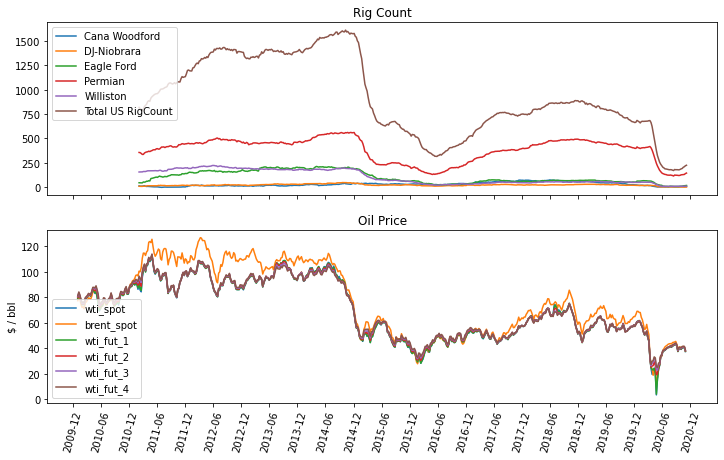 Rig Count
1500
1250
1000
750
500
250
0
Cana Woodford
DJ-Niobrara
Eagle Ford
Permian
Williston
Total US RigCount
Oil Price
$ / bbl
120
100
80
60
40
20
0
wti_spot
brent_spot
wti_fut_1
wti_fut_2
wti_fut_3
wti_fut_4
2009-12
2010-06
2010-12
2011-06
2011-12
2012-06
2012-12
2013-06
2013-12
2014-06
2014-12
2015-06
2015-12
2016-06
2016-12
2017-06
2017-12
2018-06
2018-12
2019-06
2019-12
2020-06
2020-12